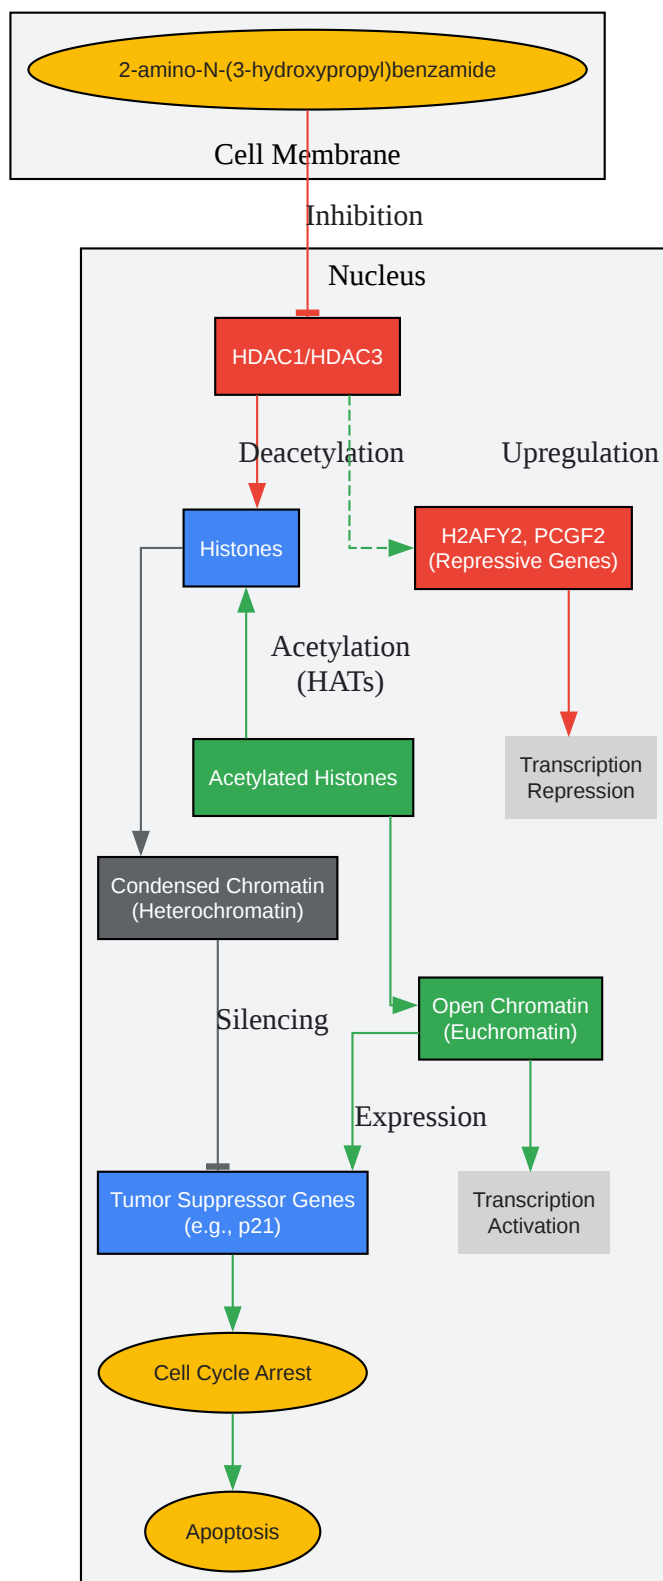 2-amino-N-(3-hydroxypropyl)benzamide
Cell Membrane
Inhibition
Nucleus
HDAC1/HDAC3
Deacetylation
Upregulation
Histones
H2AFY2, PCGF2
(Repressive Genes)
Acetylation
(HATs)
Acetylated Histones
Transcription
Repression
Condensed Chromatin
(Heterochromatin)
Silencing
Open Chromatin
(Euchromatin)
Expression
Tumor Suppressor Genes
(e.g., p21)
Transcription
Activation
Cell Cycle Arrest
Apoptosis